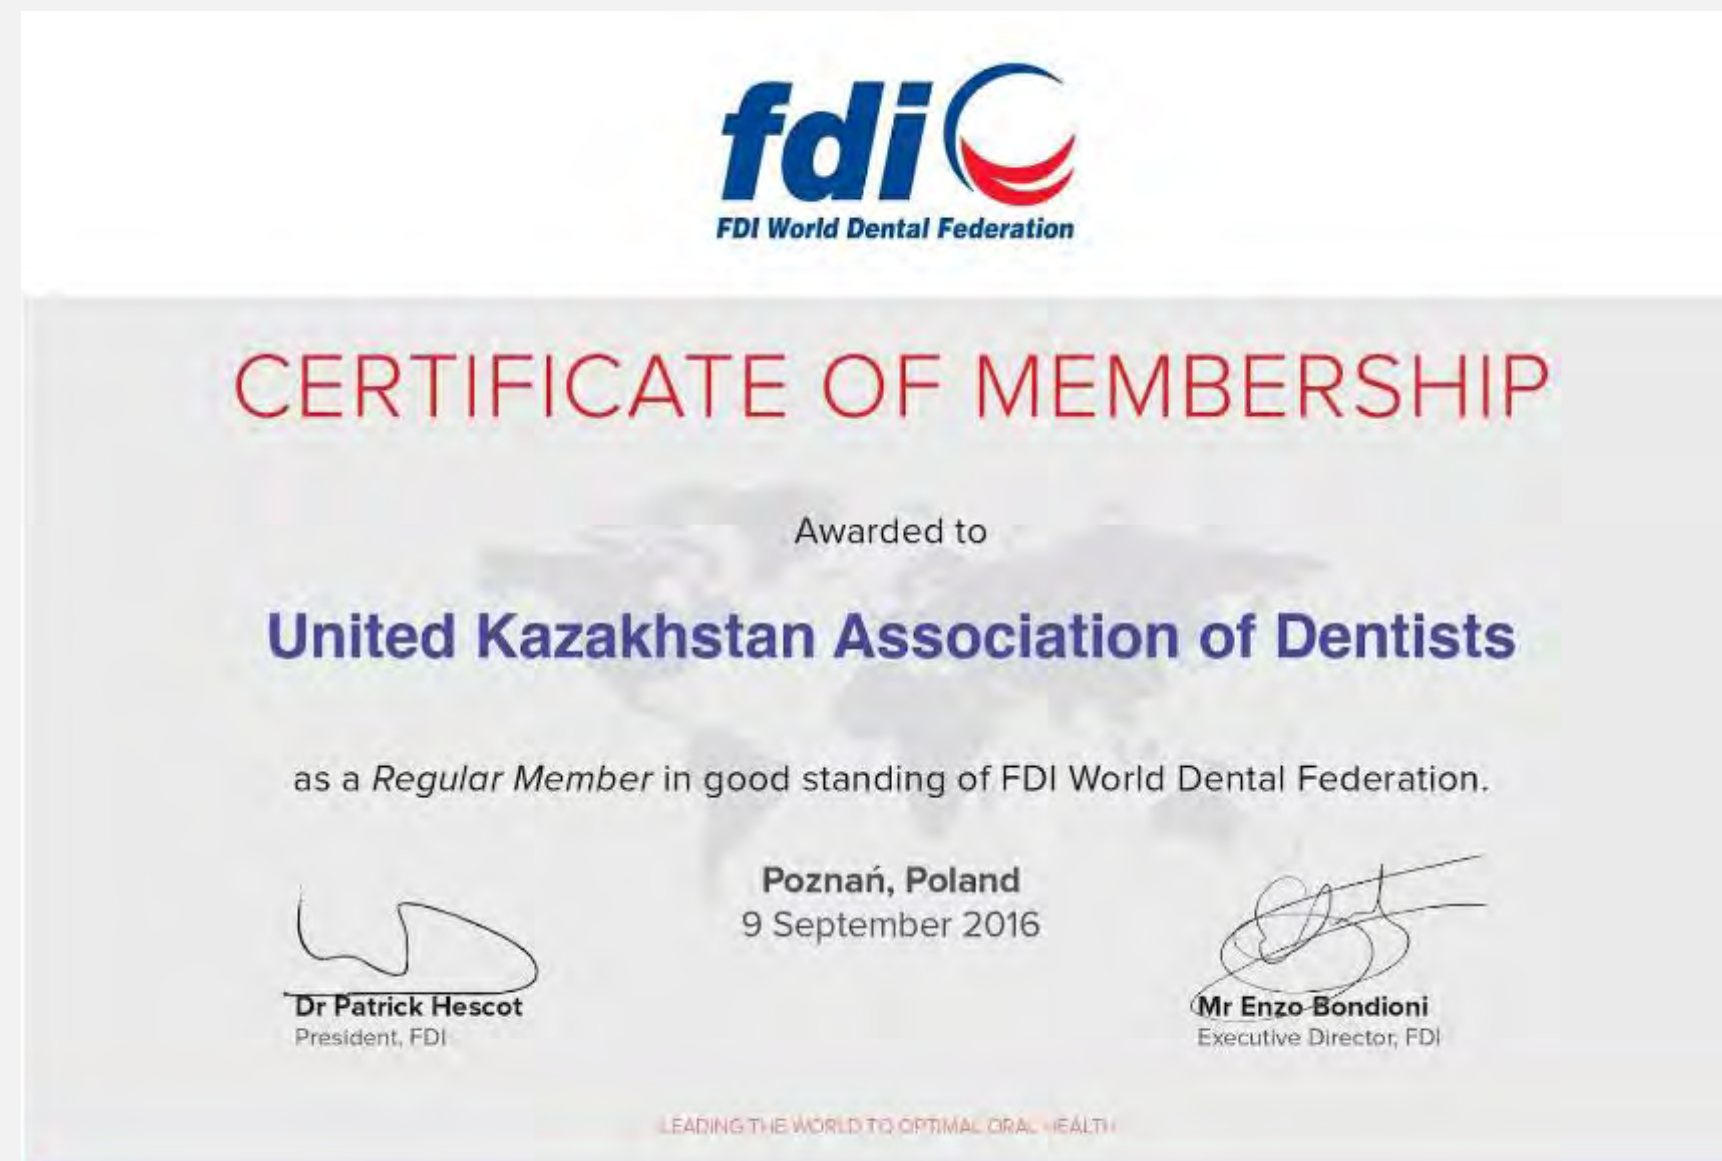 fdi
FDI World Dental Federation
CERTIFICATE OF MEMBERSHIP
Awarded to
United Kazakhstan Association of Dentists
as a Regular Member in good standing of FDI World Dental Federation.
Poznań, Poland
9 September 2016
Dr Patrick Hescot
President, FDI
Mr Enzo Bondioni
Executive Director, FDI
LEADING THE WORLD TO OPTIMAL ORAL HEALTH